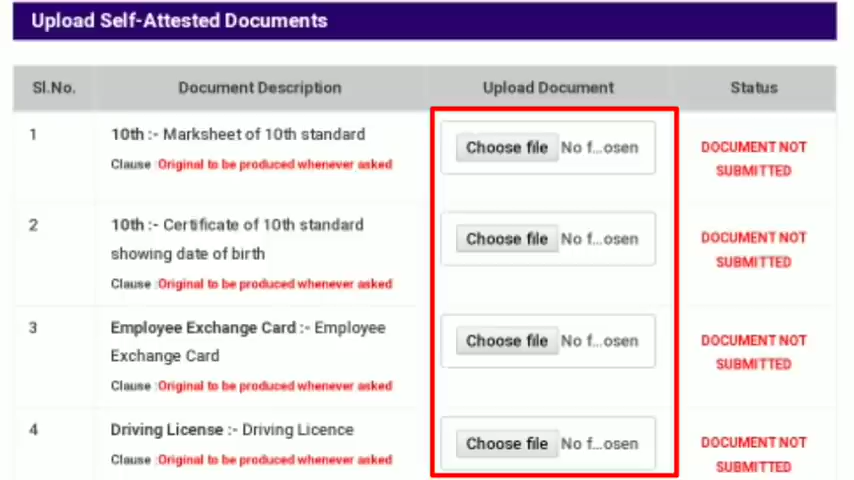 Upload Self-Attested Documents
Sl.No. Document Description Upload Document Status
1 10th :- Marksheet of 10th standard
Clause :Original to be produced whenever asked
Choose file No f...osen
DOCUMENT NOT
SUBMITTED
2 10th :- Certificate of 10th standard
showing date of birth
Clause :Original to be produced whenever asked
Choose file No f...osen
DOCUMENT NOT
SUBMITTED
3 Employee Exchange Card :- Employee
Exchange Card
Clause :Original to be produced whenever asked
Choose file No f...osen
DOCUMENT NOT
SUBMITTED
4 Driving License :- Driving Licence
Clause :Original to be produced whenever asked
Choose file No f...osen
DOCUMENT NOT
SUBMITTED